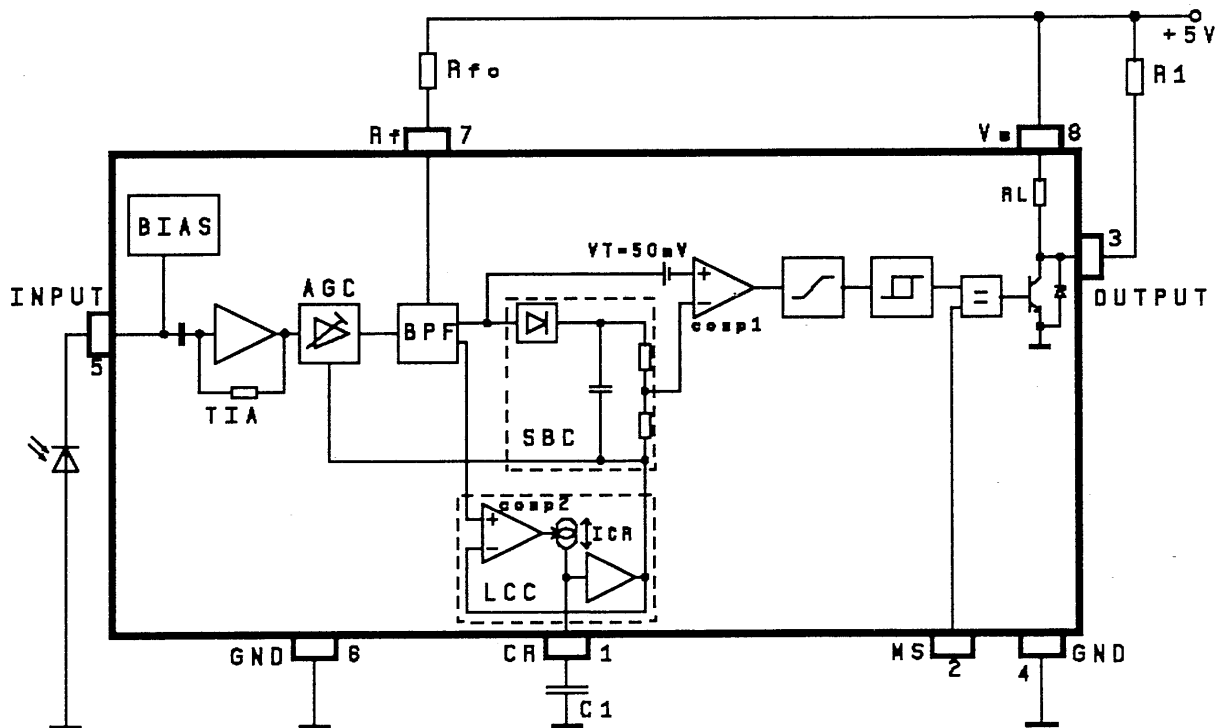 +5V
Rfo
R1
Rf 7
Vs 8
RL
BIAS
3
VT=50mV
INPUT
AGC
OUTPUT
BPF
+
−
comp1
=
5
TIA
SBC
comp2
+
−
ICR
LCC
GND 6
CR 1
MS 2
4 GND
C1